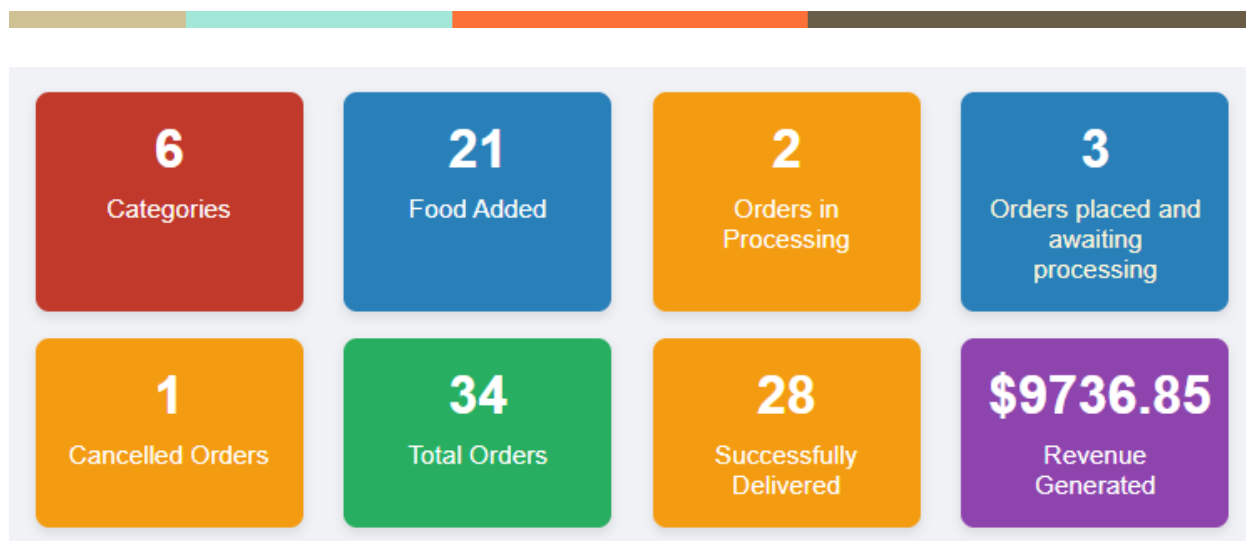 6
Categories
21
Food Added
2
Orders in
Processing
3
Orders placed and
awaiting
processing
1
Cancelled Orders
34
Total Orders
28
Successfully
Delivered
$9736.85
Revenue
Generated